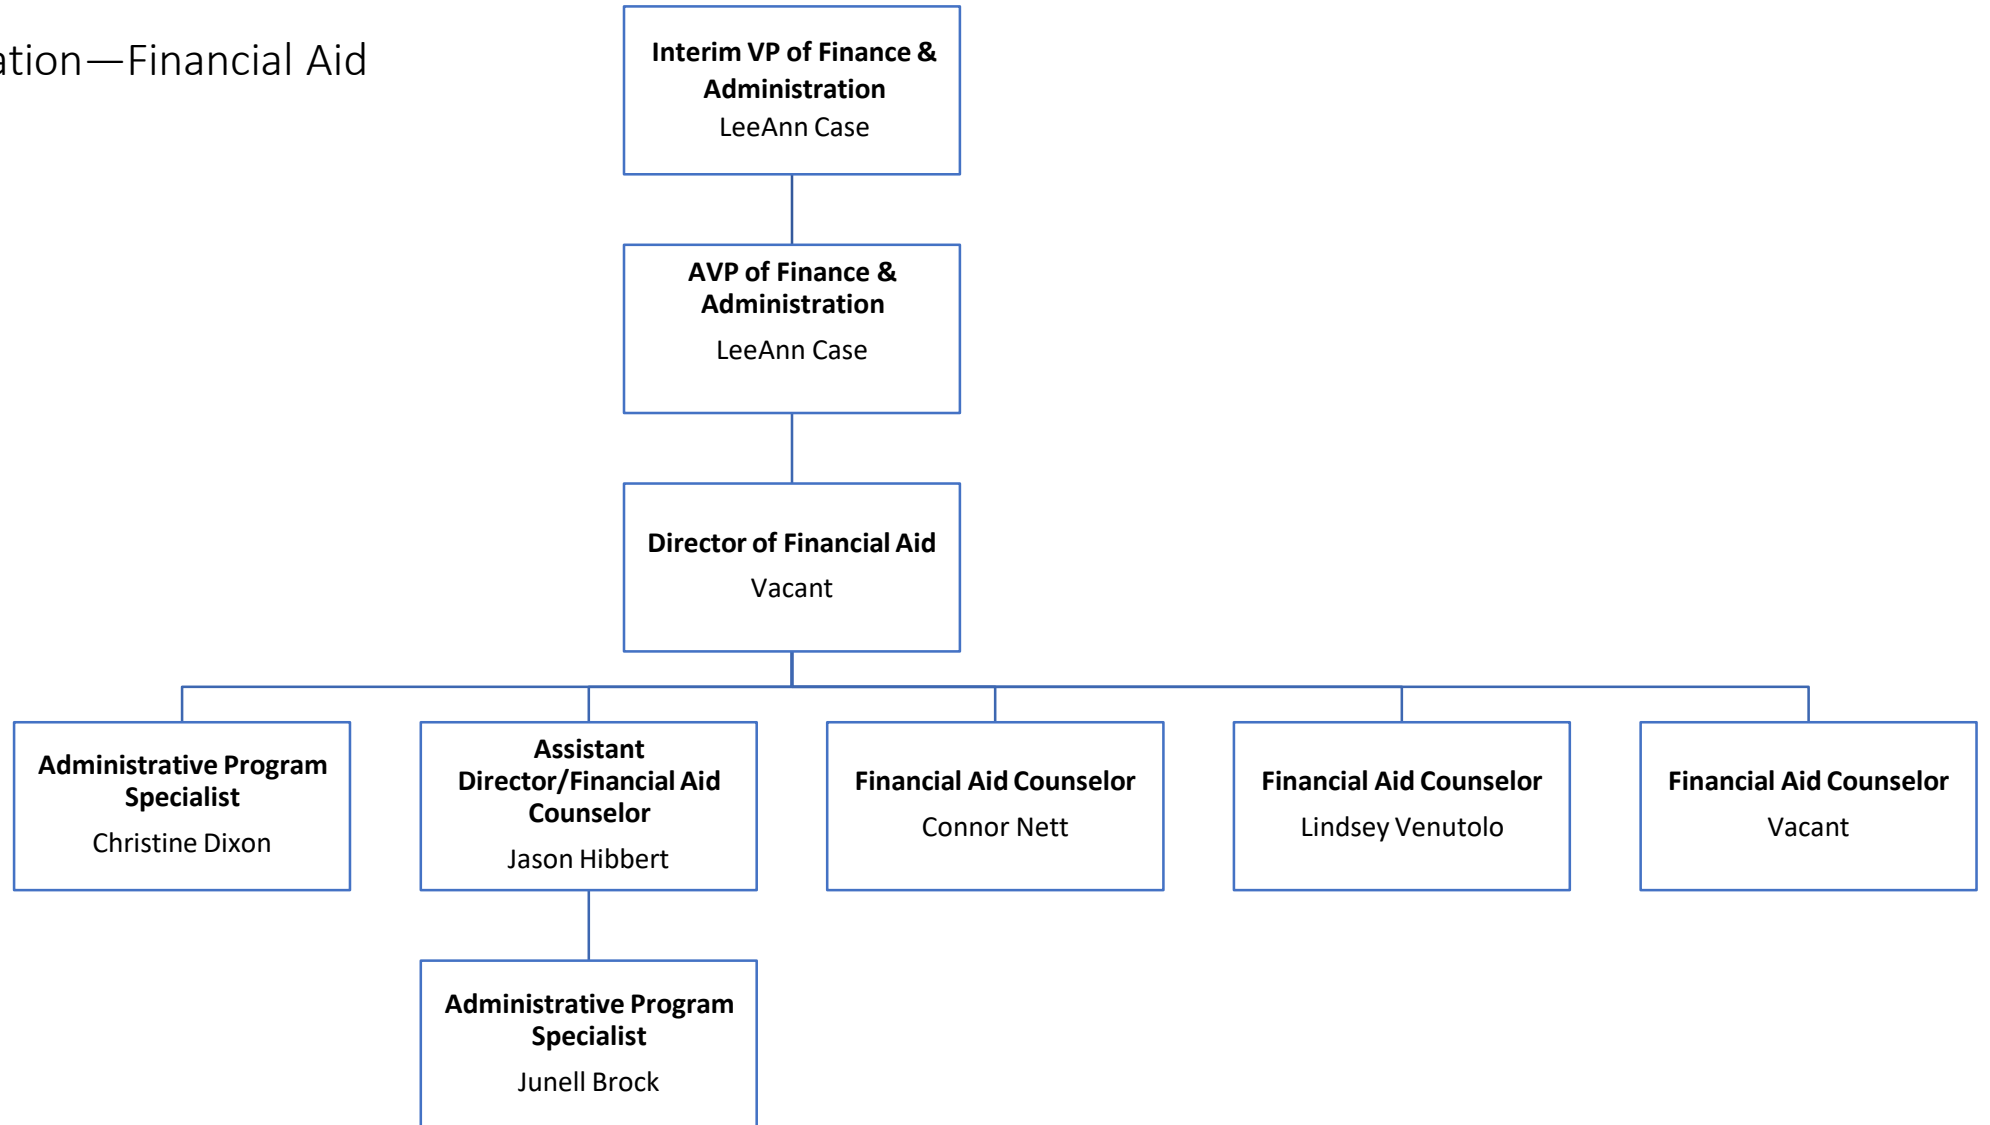 ation—Financial Aid
Interim VP of Finance &
Administration
LeeAnn Case
AVP of Finance &
Administration
LeeAnn Case
Director of Financial Aid
Vacant
Administrative Program
Specialist
Christine Dixon
Assistant
Director/Financial Aid
Counselor
Jason Hibbert
Financial Aid Counselor
Connor Nett
Financial Aid Counselor
Lindsey Venutolo
Financial Aid Counselor
Vacant
Administrative Program
Specialist
Junell Brock